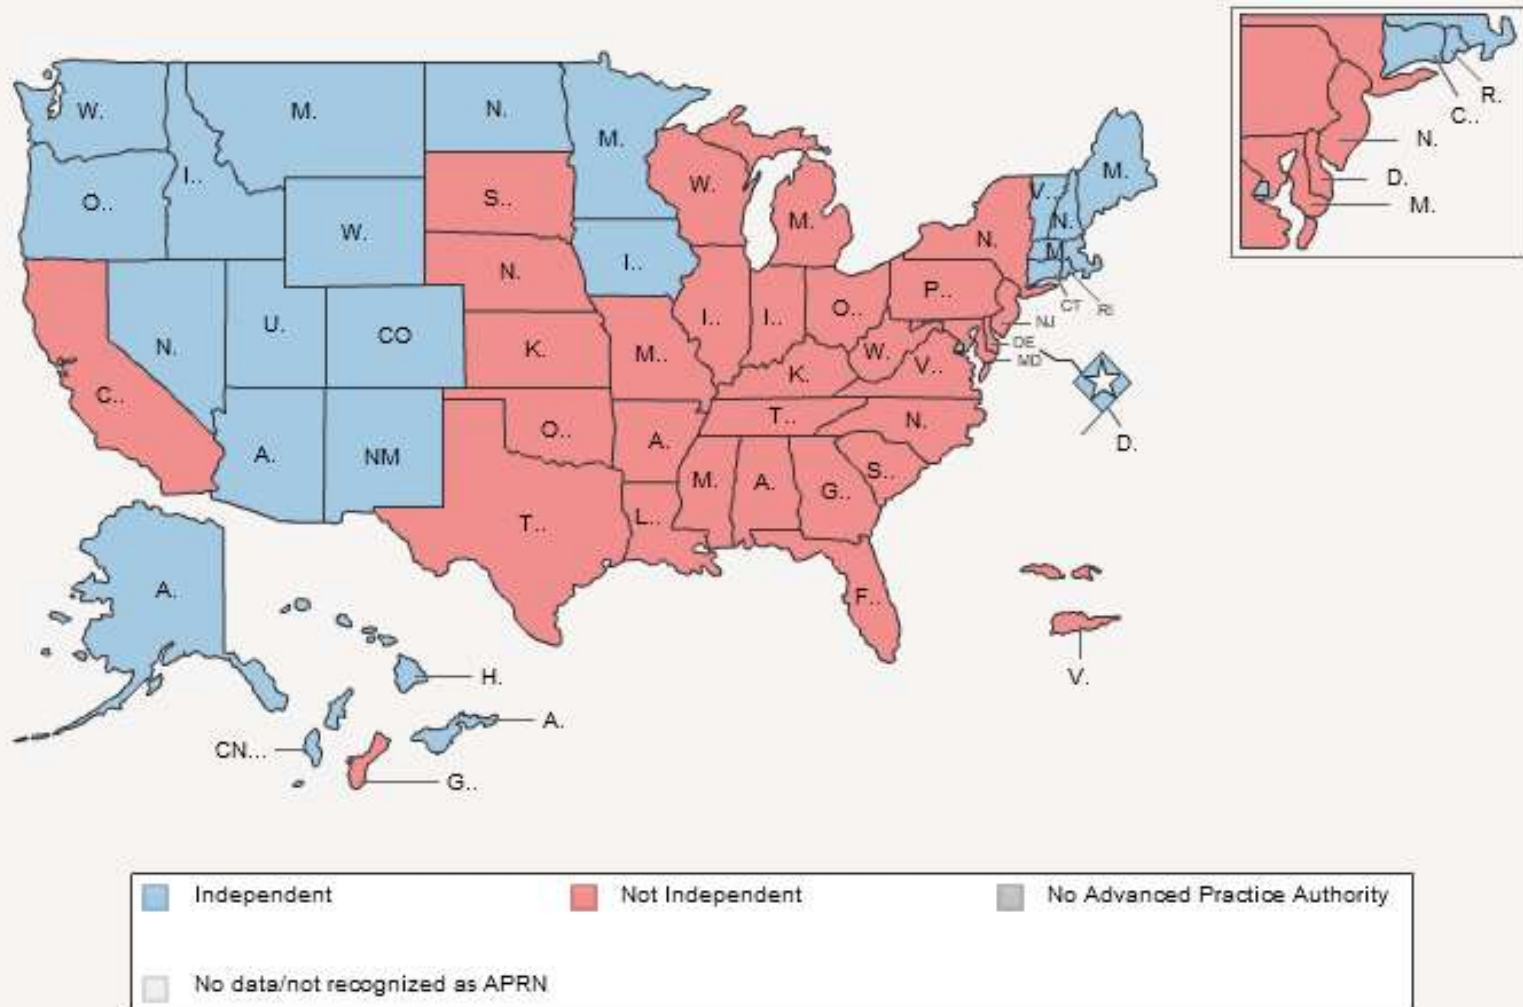 W.
M.
N.
M.
I..
O..
W.
S..
W.
M.
V..
N.
M.
N.
M
I..
N.
N.
U.
CO
K.
M..
I..
I..
O..
P..
W.
V..
CT
RI
NJ
DE
MD
C..
K.
T..
N.
A.
NM
O..
A.
M.
A.
G..
S..
D.
T..
L..
F..
A.
H.
A.
CN...
G..
V.
R.
C..
N.
D.
M.
Independent
Not Independent
No Advanced Practice Authority
No data/not recognized as APRN